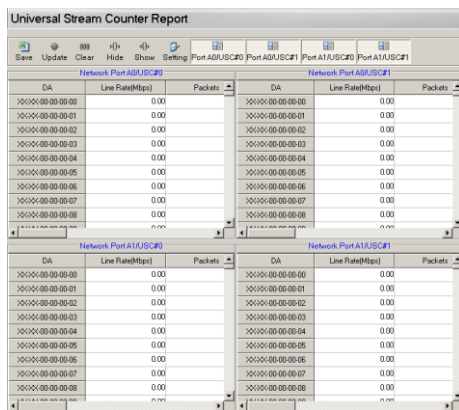 Universal Stream Counter Report
Save Update Clear Hide Show Setting Port A0/USC#0 Port A0/USC#1 Port A1/USC#0 Port A1/USC#1
Network Port A0/USC#0 Network Port A0/USC#1
DA Line Rate(Mbps) Packets DA Line Rate(Mbps) Packets
XX-XX-00-00-00-00 0.00 XX-XX-00-00-00-00 0.00
XX-XX-00-00-00-01 0.00 XX-XX-00-00-00-01 0.00
XX-XX-00-00-00-02 0.00 XX-XX-00-00-00-02 0.00
XX-XX-00-00-00-03 0.00 XX-XX-00-00-00-03 0.00
XX-XX-00-00-00-04 0.00 XX-XX-00-00-00-04 0.00
XX-XX-00-00-00-05 0.00 XX-XX-00-00-00-05 0.00
XX-XX-00-00-00-06 0.00 XX-XX-00-00-00-06 0.00
XX-XX-00-00-00-07 0.00 XX-XX-00-00-00-07 0.00
XX-XX-00-00-00-08 0.00 XX-XX-00-00-00-08 0.00
Network Port A1/USC#0 Network Port A1/USC#1
DA Line Rate(Mbps) Packets DA Line Rate(Mbps) Packets
XX-XX-00-00-00-00 0.00 XX-XX-00-00-00-00 0.00
XX-XX-00-00-00-01 0.00 XX-XX-00-00-00-01 0.00
XX-XX-00-00-00-02 0.00 XX-XX-00-00-00-02 0.00
XX-XX-00-00-00-03 0.00 XX-XX-00-00-00-03 0.00
XX-XX-00-00-00-04 0.00 XX-XX-00-00-00-04 0.00
XX-XX-00-00-00-05 0.00 XX-XX-00-00-00-05 0.00
XX-XX-00-00-00-06 0.00 XX-XX-00-00-00-06 0.00
XX-XX-00-00-00-07 0.00 XX-XX-00-00-00-07 0.00
XX-XX-00-00-00-08 0.00 XX-XX-00-00-00-08 0.00